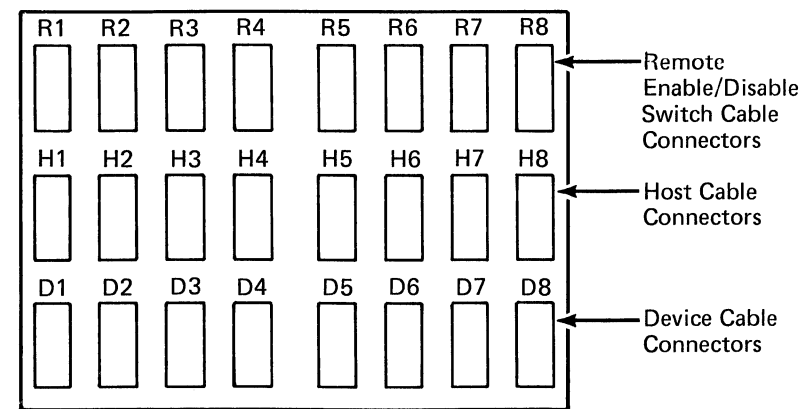 R1 R2 R3 R4 R5 R6 R7 R8
Remote
Enable/Disable
Switch Cable
Connectors
H1 H2 H3 H4 H5 H6 H7 H8
Host Cable
Connectors
D1 D2 D3 D4 D5 D6 D7 D8
Device Cable
Connectors